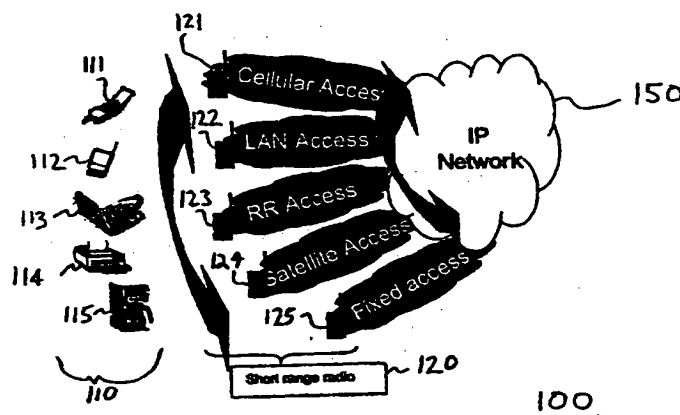 121
Cellular Access
111
150
122
LAN Access
IP
Network
112
123
RR Access
113
124
Satellite Access
114
125
Fixed access
115
Short range radio
120
110
100